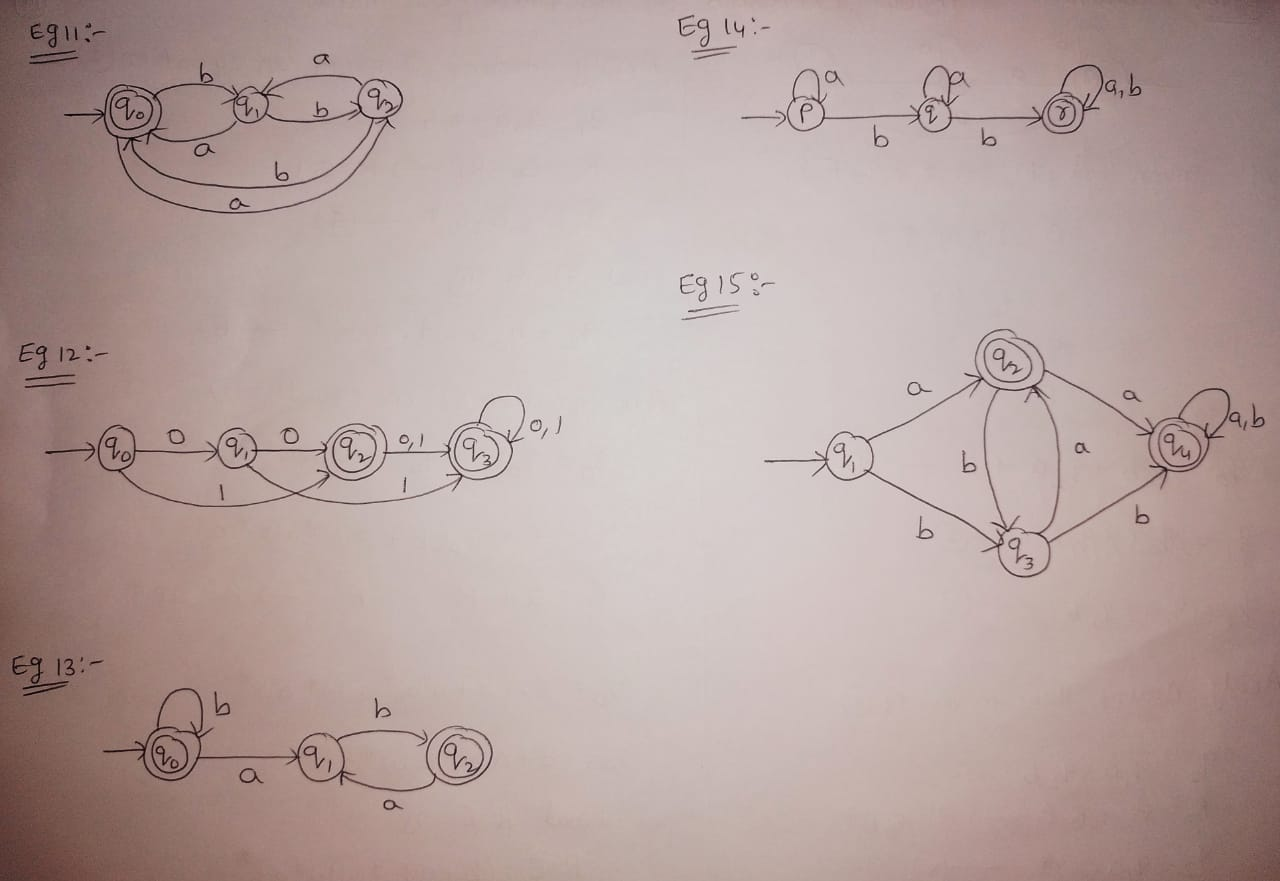 Eg 11:-
b
a
q₀
q₁
q₂
b
a
b
a
Eg 12:-
q₀
0
q₁
0
q₂
0,1
q₃
0,1
1
1
Eg 13:-
b
b
q₀
q₁
q₂
a
a
Eg 14:-
a
a
a,b
p
q
r
b
b
Eg 15:-
q₂
a
a
a,b
q₁
b
a
q₄
b
b
q₃